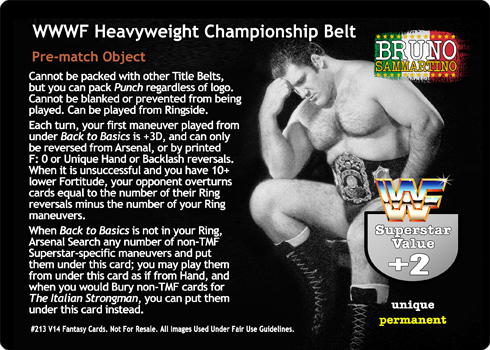 WWWF Heavyweight Championship Belt
BRUNO
SAMMARTINO
Pre-match Object
Cannot be packed with other Title Belts,
but you can pack Punch regardless of logo.
Cannot be blanked or prevented from being
played. Can be played from Ringside.
Each turn, your first maneuver played from
under Back to Basics is +3D, and can only
be reversed from Arsenal, or by printed
F: 0 or Unique Hand or Backlash reversals.
When it is unsuccessful and you have 10+
lower Fortitude, your opponent overturns
cards equal to the number of their Ring
reversals minus the number of your Ring
maneuvers.
When Back to Basics is not in your Ring,
Arsenal Search any number of non-TMF
Superstar-specific maneuvers and put
them under this card; you may play them
from under this card as if from Hand, and
when you would Bury non-TMF cards for
The Italian Strongman, you can put them
under this card instead.
WWF
Superstar
Value
+2
unique
permanent
#213 V14 Fantasy Cards. Not For Resale. All Images Used Under Fair Use Guidelines.